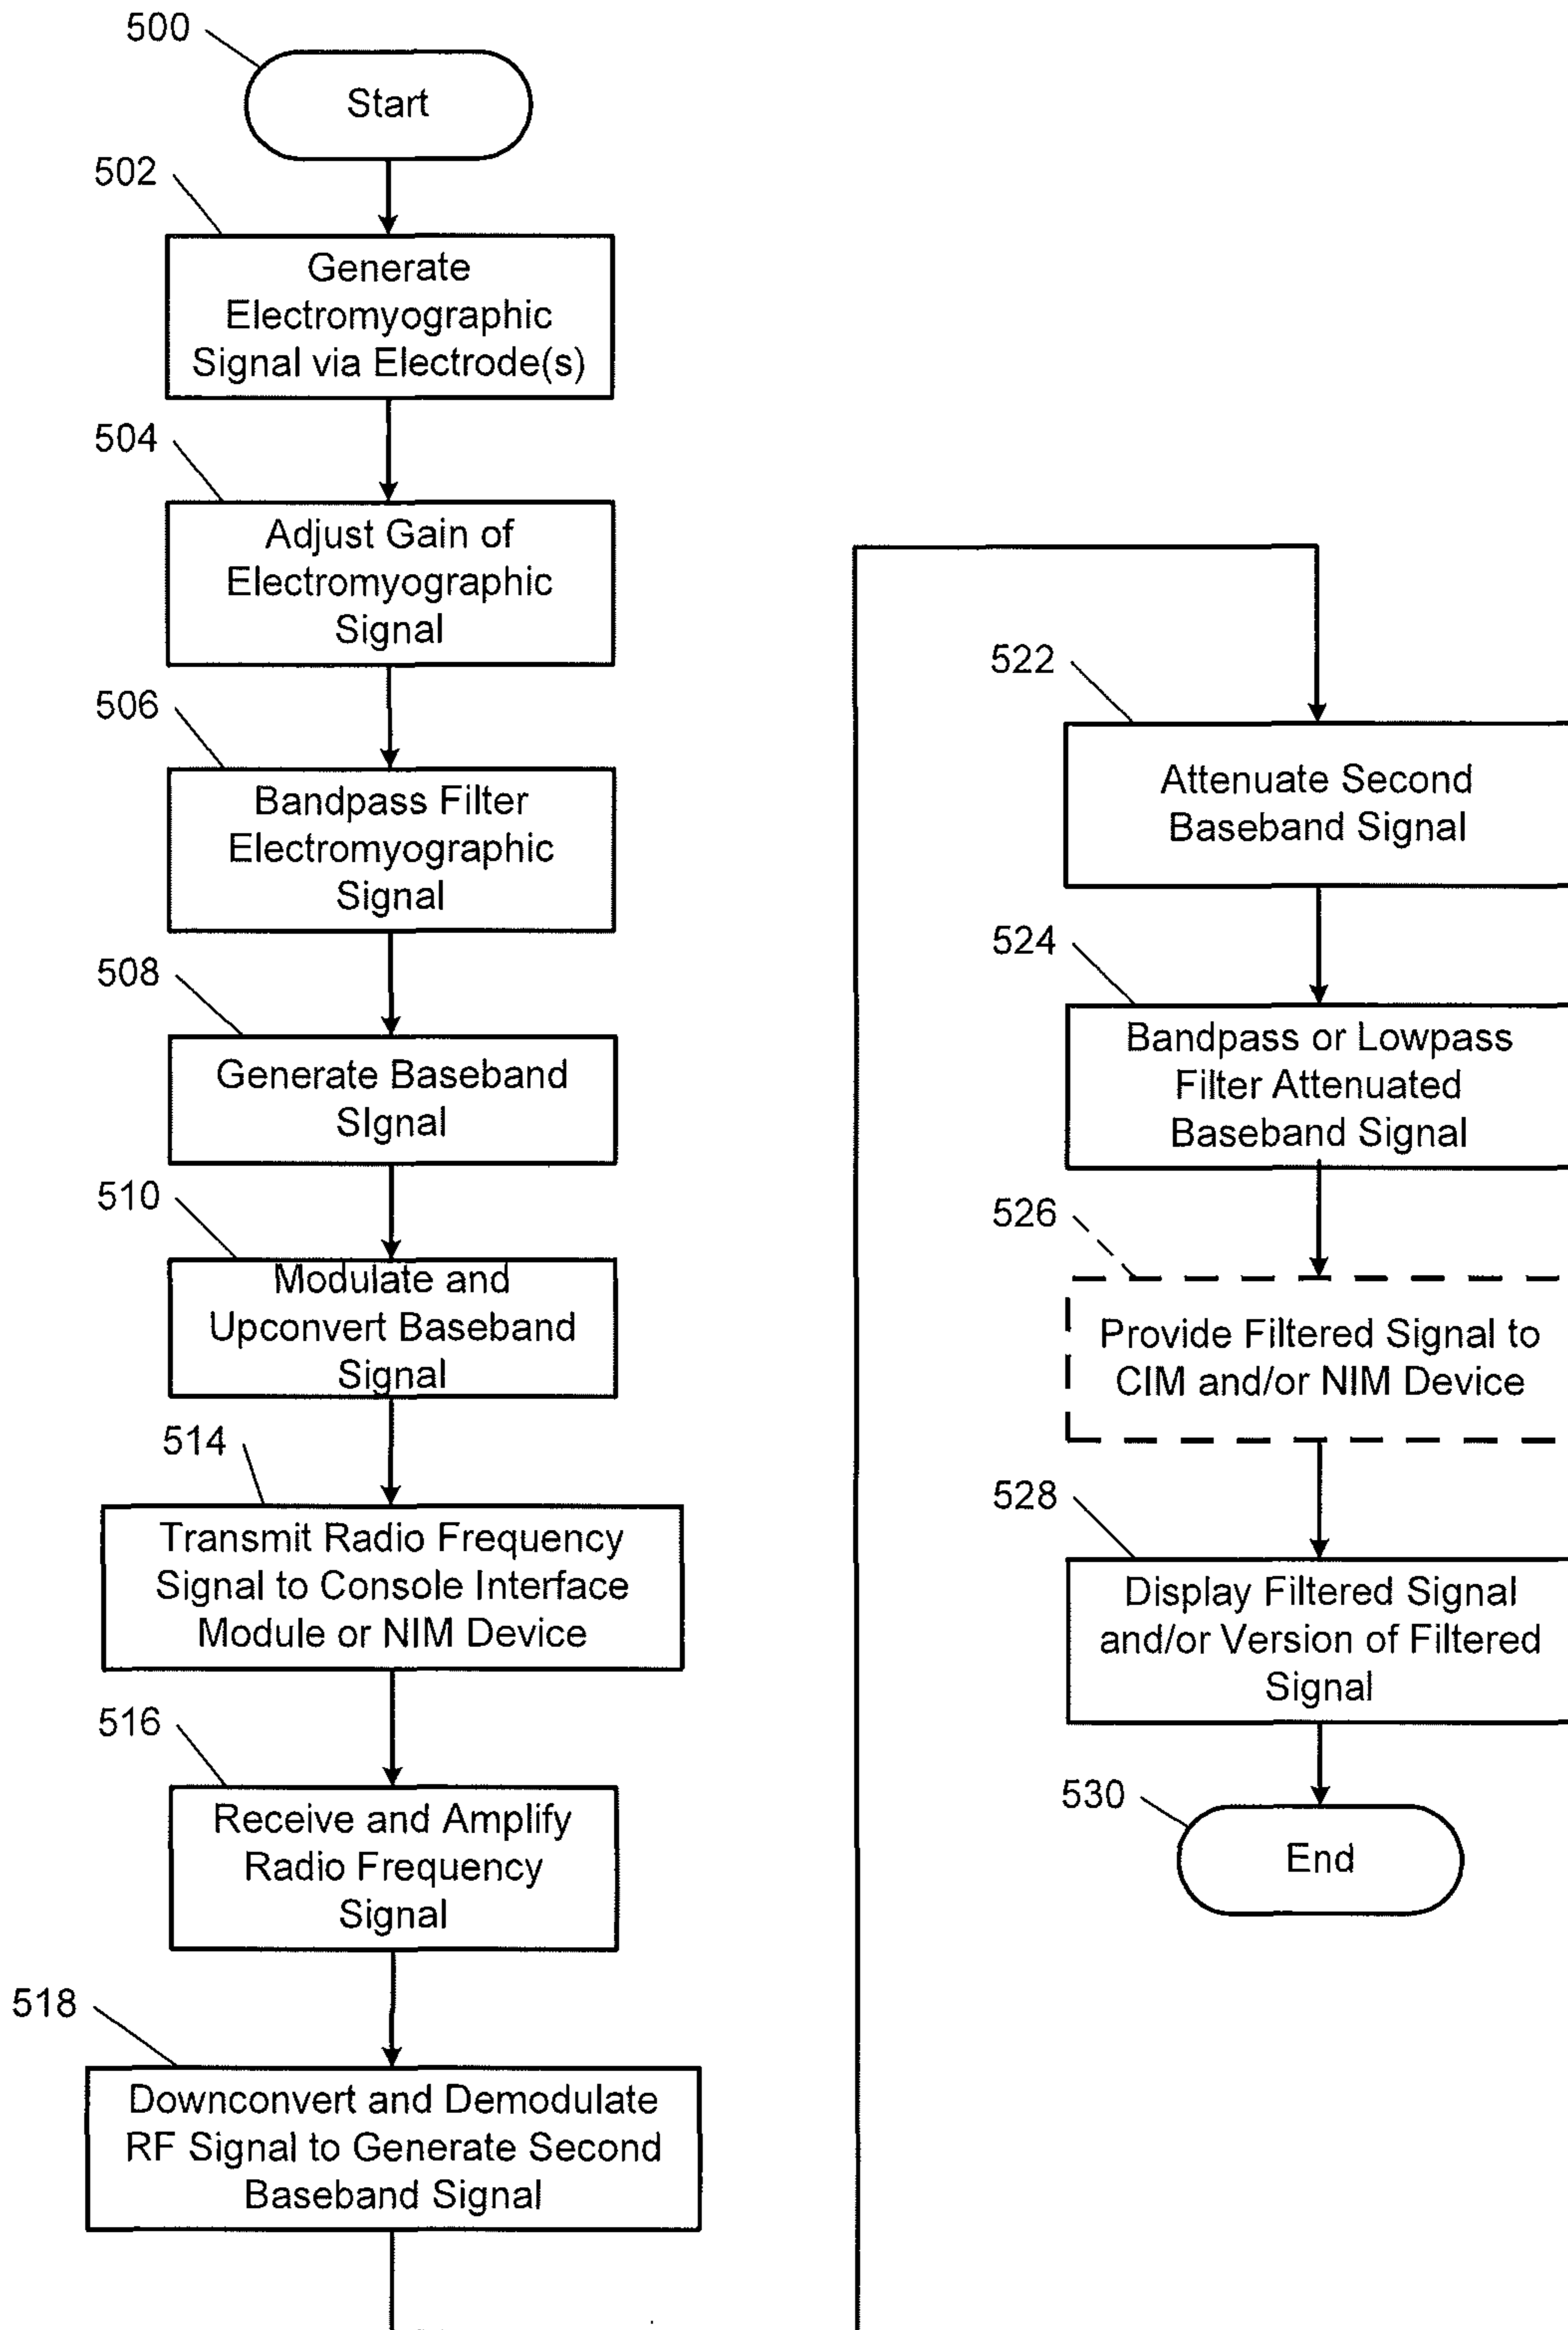 500
Start
502
Generate
Electromyographic
Signal via Electrode(s)
504
Adjust Gain of
Electromyographic
Signal
506
Bandpass Filter
Electromyographic
Signal
508
Generate Baseband
SIgnal
510
Modulate and
Upconvert Baseband
Signal
514
Transmit Radio Frequency
Signal to Console Interface
Module or NIM Device
516
Receive and Amplify
Radio Frequency
Signal
518
Downconvert and Demodulate
RF Signal to Generate Second
Baseband Signal
522
Attenuate Second
Baseband Signal
524
Bandpass or Lowpass
Filter Attenuated
Baseband Signal
526
Provide Filtered Signal to
CIM and/or NIM Device
528
Display Filtered Signal
and/or Version of Filtered
Signal
530
End